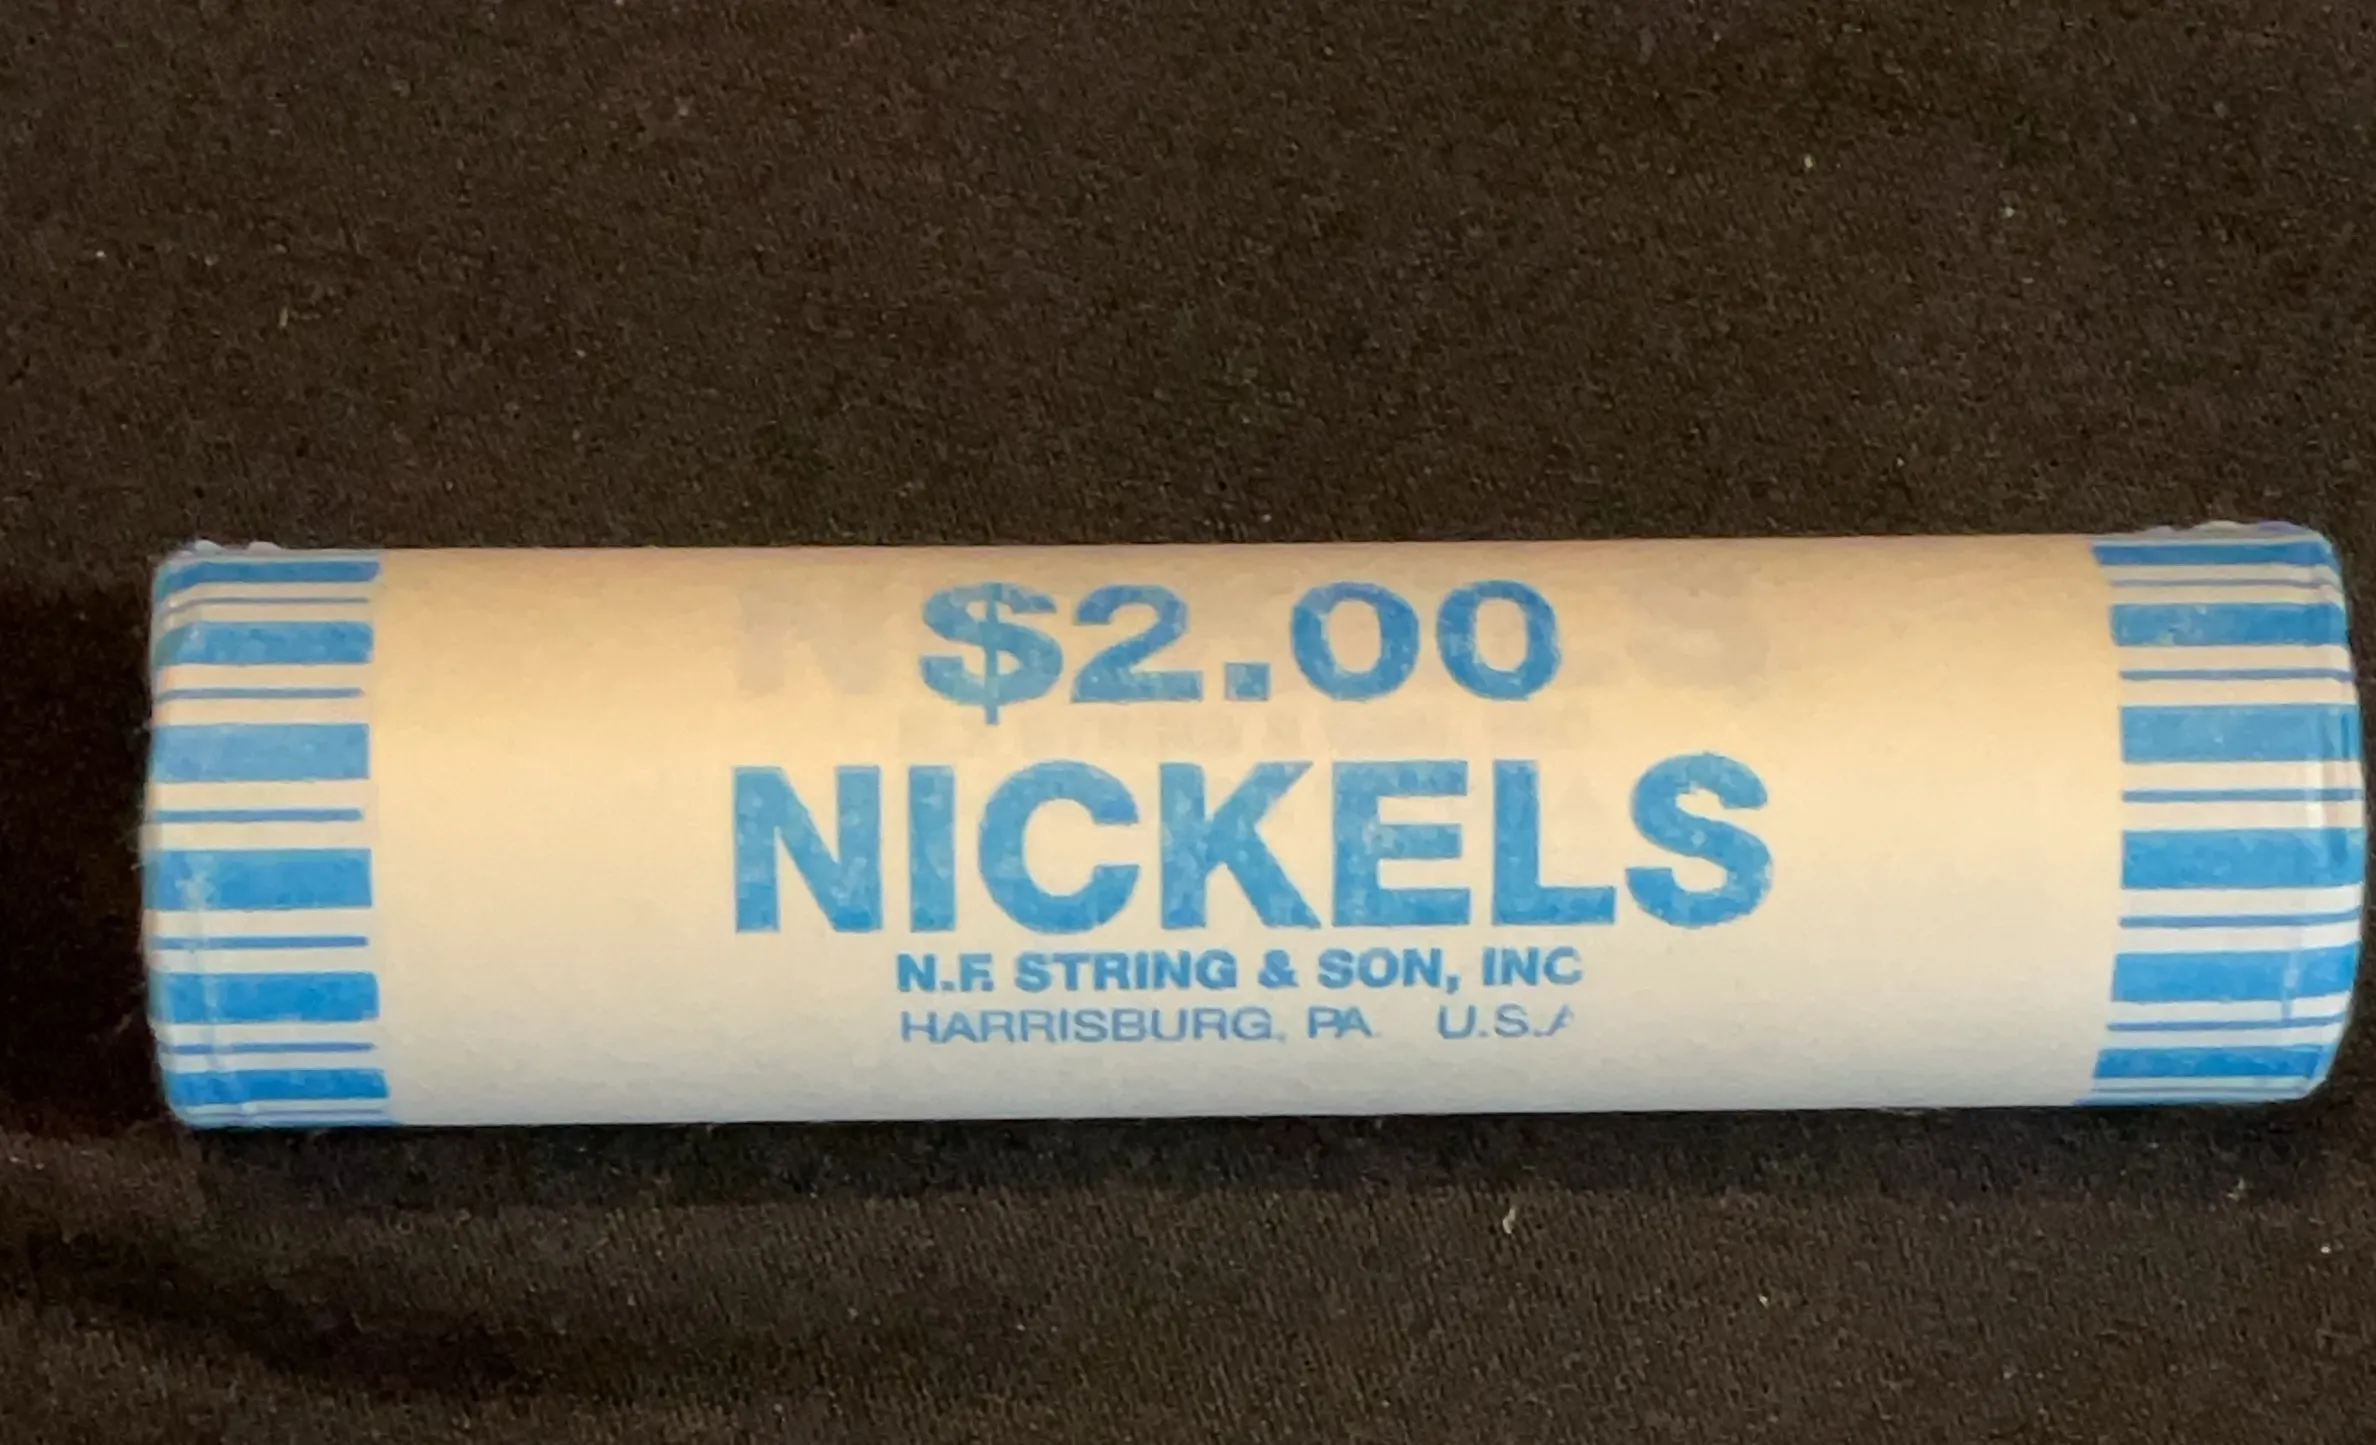 $2.00
NICKELS
N.F. STRING & SON, INC
HARRISBURG, PA U.S.A